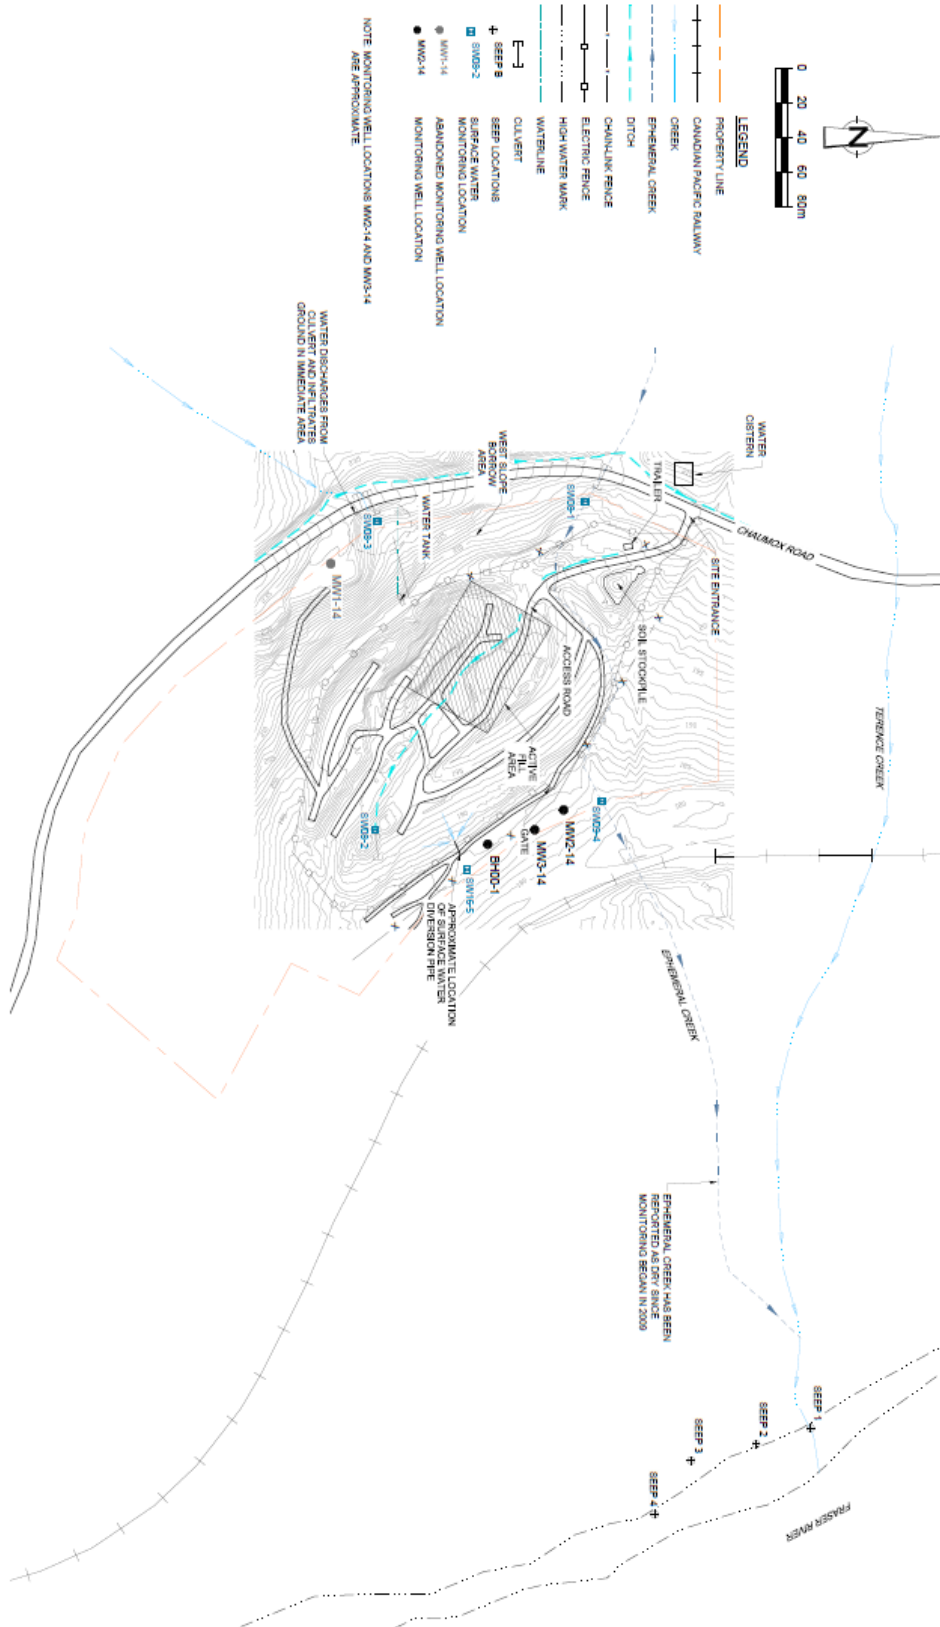 N
0 20 40 60 80m
LEGEND
PROPERTY LINE
CANADIAN PACIFIC RAILWAY
CREEK
EPHEMERAL CREEK
DITCH
CHAIN-LINK FENCE
ELECTRIC FENCE
HIGH WATER MARK
WATERLINE
CULVERT
SEEP B
SEEP LOCATIONS
SW09-2
SURFACE WATER
MONITORING LOCATION
MW1-14
ABANDONED MONITORING WELL LOCATION
MW2-14
MONITORING WELL LOCATION
NOTE: MONITORING WELL LOCATIONS MW2-14 AND MW3-14
ARE APPROXIMATE.
WATER
CISTERN
CHAUMOX ROAD
SITE ENTRANCE
TRAILER
SW09-1
SOIL STOCKPILE
WEST SLOPE
BORROW
AREA
WATER TANK
SW09-3
MW1-14
WATER DISCHARGES FROM
CULVERT AND INFILTRATES
GROUND IN IMMEDIATE AREA
ACCESS ROAD
ACTIVE
FILL
AREA
TERENCE CREEK
SW09-4
MW2-14
MW3-14
GATE
BH00-1
SW09-2
SW16-5
APPROXIMATE LOCATION
OF SURFACE WATER
DIVERSION PIPE
EPHEMERAL CREEK
EPHEMERAL CREEK HAS BEEN
REPORTED AS DRY SINCE
MONITORING BEGAN IN 2009
SEEP 1
SEEP 2
SEEP 3
SEEP 4
FRASER RIVER